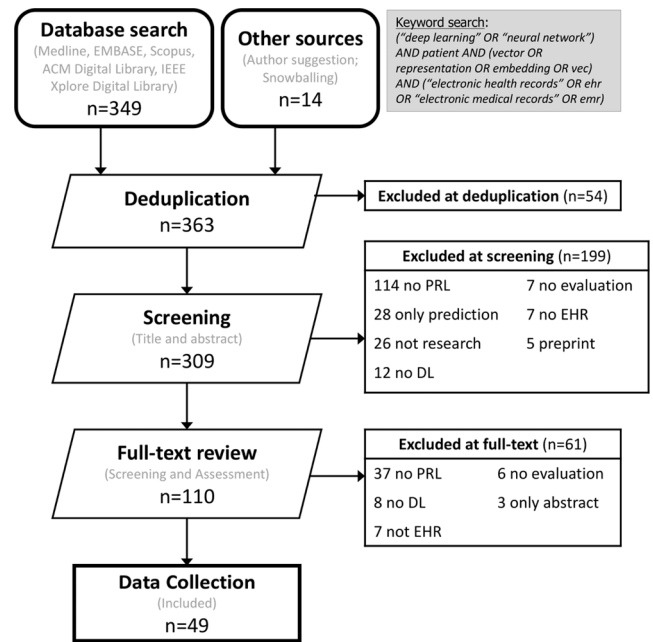 Database search
(Medline, EMBASE, Scopus,
ACM Digital Library, IEEE
Xplore Digital Library)
n=349
Other sources
(Author suggestion;
Snowballing)
n=14
Keyword search:
(“deep learning” OR “neural network”)
AND patient AND (vector OR
representation OR embedding OR vec)
AND (“electronic health records” OR ehr
OR “electronic medical records” OR emr)
Deduplication
n=363
Excluded at deduplication (n=54)
Screening
(Title and abstract)
n=309
Excluded at screening (n=199)
114 no PRL
28 only prediction
26 not research
12 no DL
7 no evaluation
7 no EHR
5 preprint
Full-text review
(Screening and Assessment)
n=110
Excluded at full-text (n=61)
37 no PRL
8 no DL
7 not EHR
6 no evaluation
3 only abstract
Data Collection
(Included)
n=49